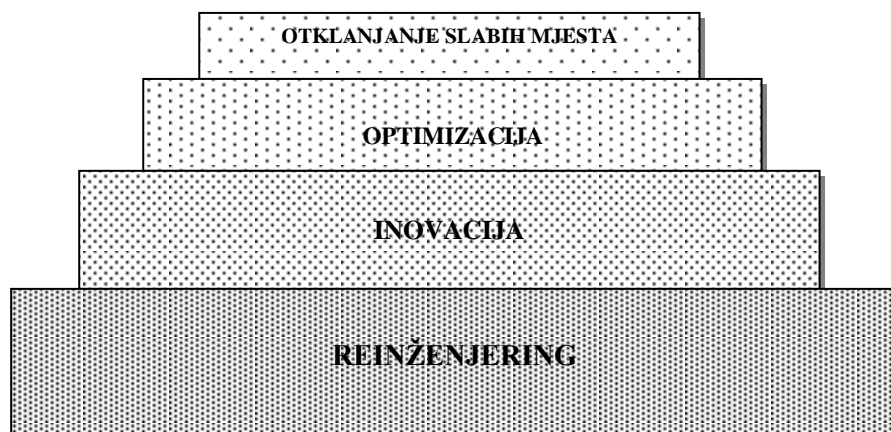 OTKLANJANJE SLABIH MJESTA
OPTIMIZACIJA
INOVACIJA
REINŽENJERING